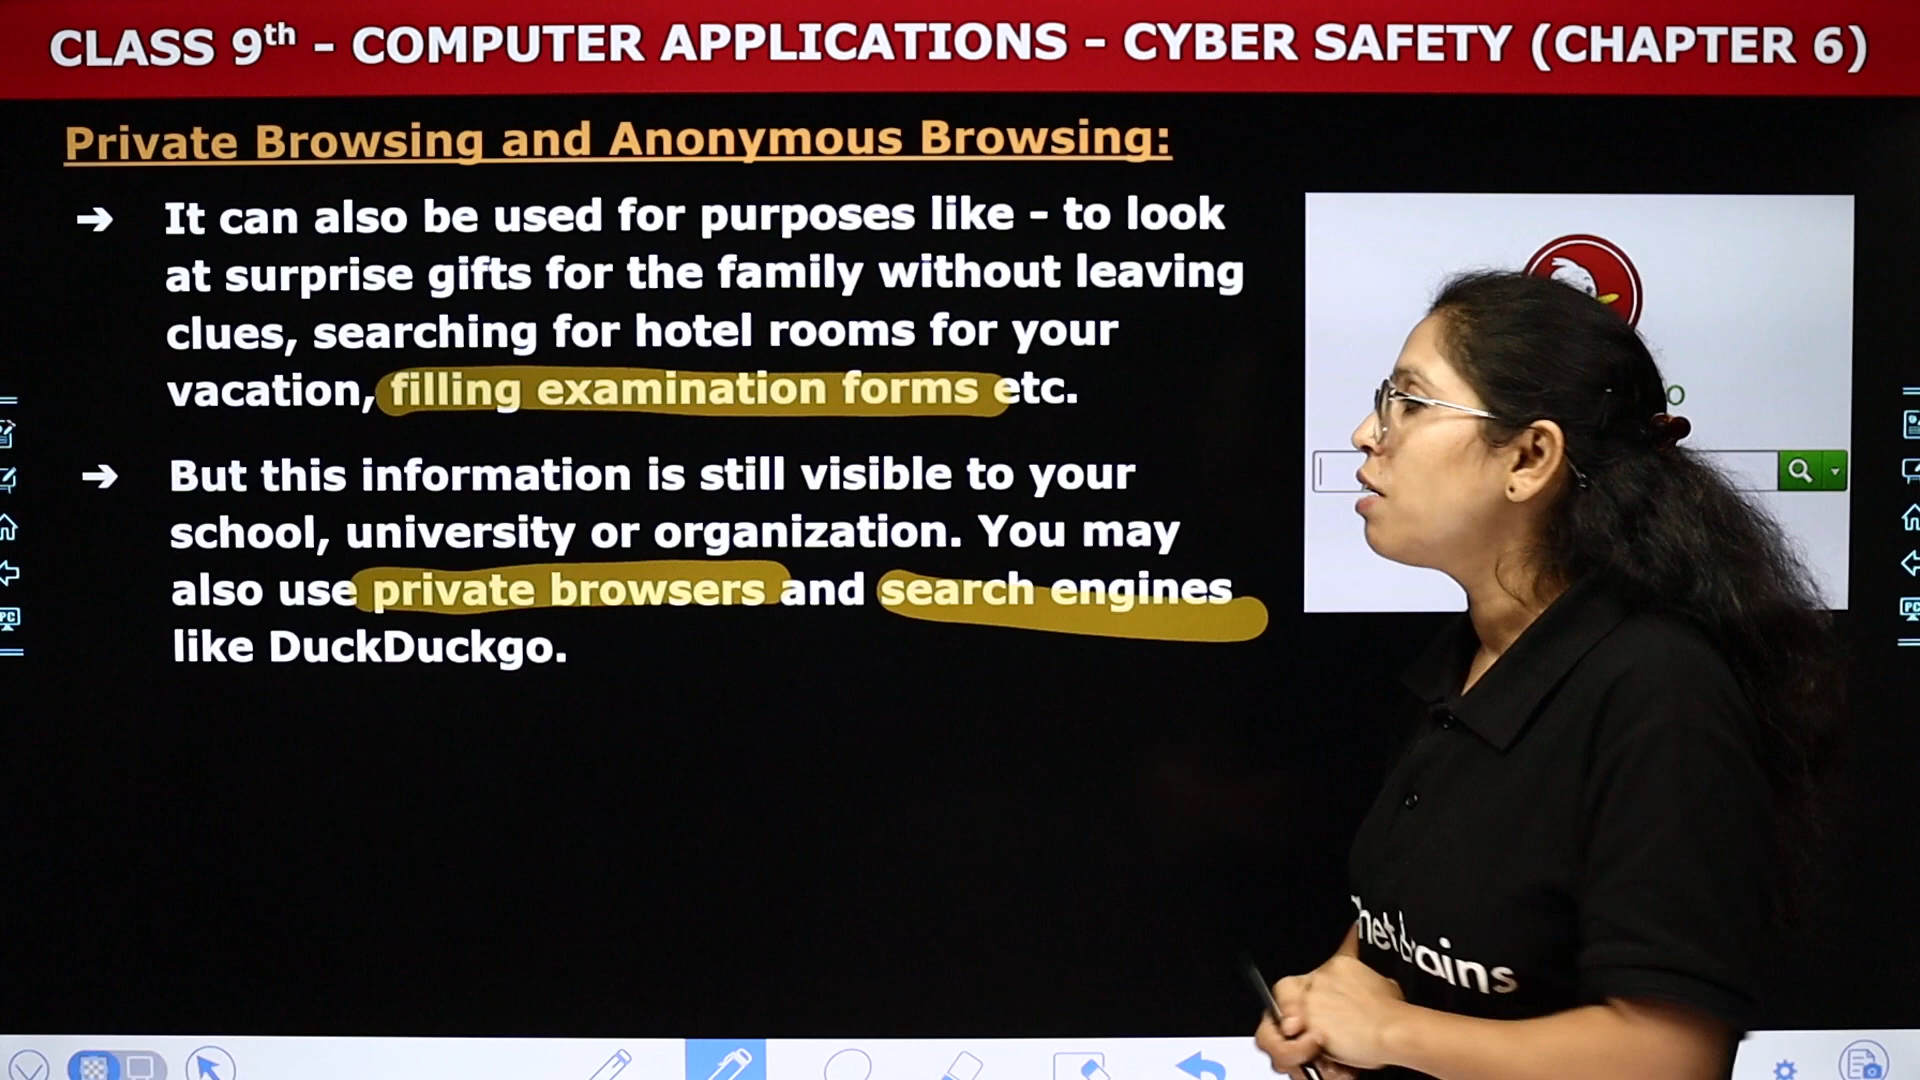 CLASS 9th - COMPUTER APPLICATIONS - CYBER SAFETY (CHAPTER 6)
Private Browsing and Anonymous Browsing:
➔ It can also be used for purposes like - to look
at surprise gifts for the family without leaving
clues, searching for hotel rooms for your
vacation, filling examination forms etc.
➔ But this information is still visible to your
school, university or organization. You may
also use private browsers and search engines
like DuckDuckgo.
PC
PC